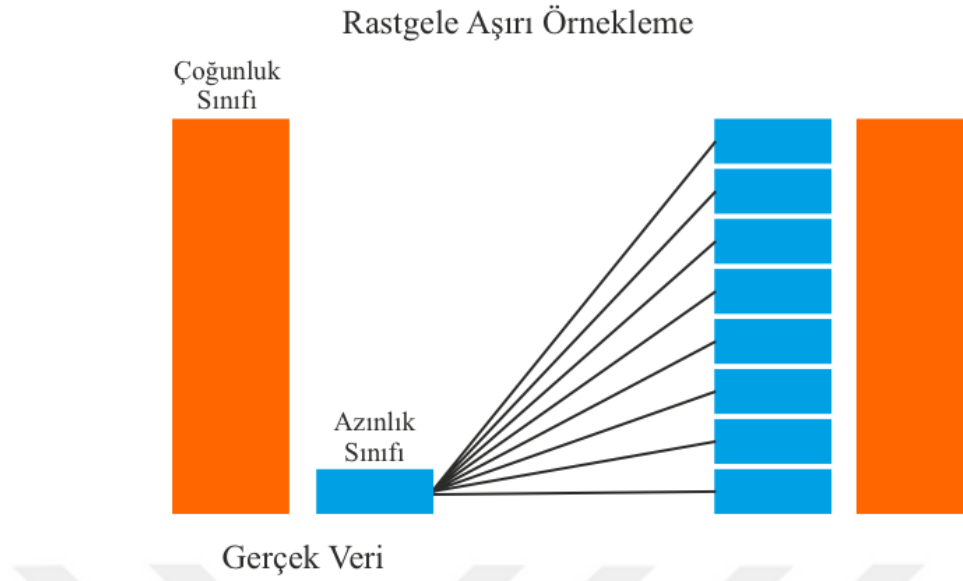 Rastgele Aşırı Örnekleme
Çoğunluk
Sınıfı
Azınlık
Sınıfı
Gerçek Veri